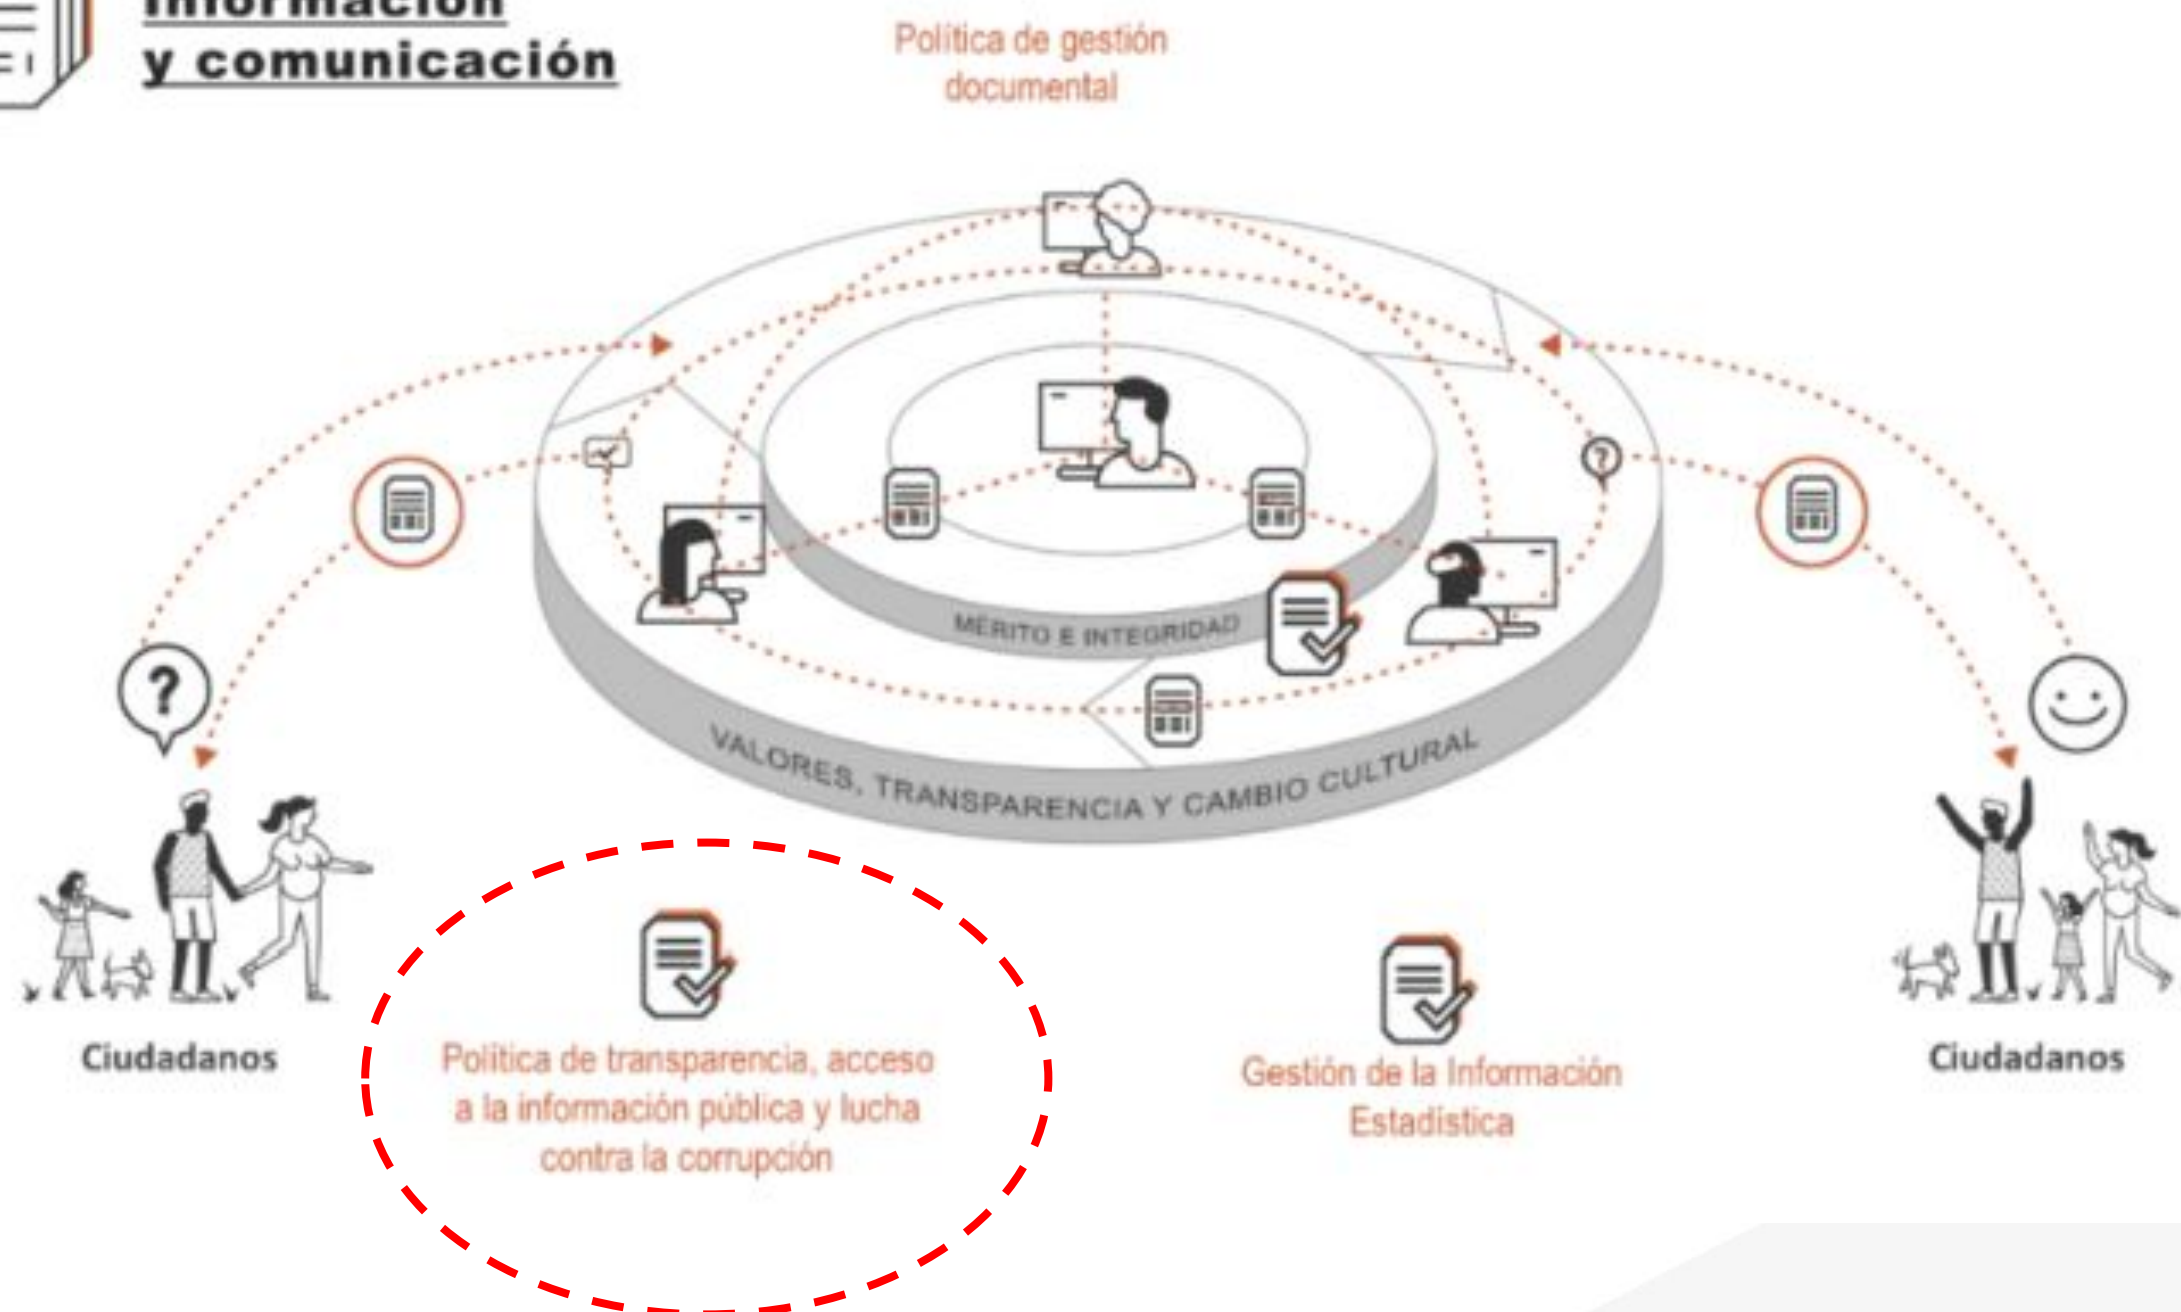 Información
y comunicación
Política de gestión
documental
?
?
MÉRITO E INTEGRIDAD
VALORES, TRANSPARENCIA Y CAMBIO CULTURAL
Ciudadanos
Política de transparencia, acceso
a la información pública y lucha
contra la corrupción
Gestión de la Información
Estadística
Ciudadanos